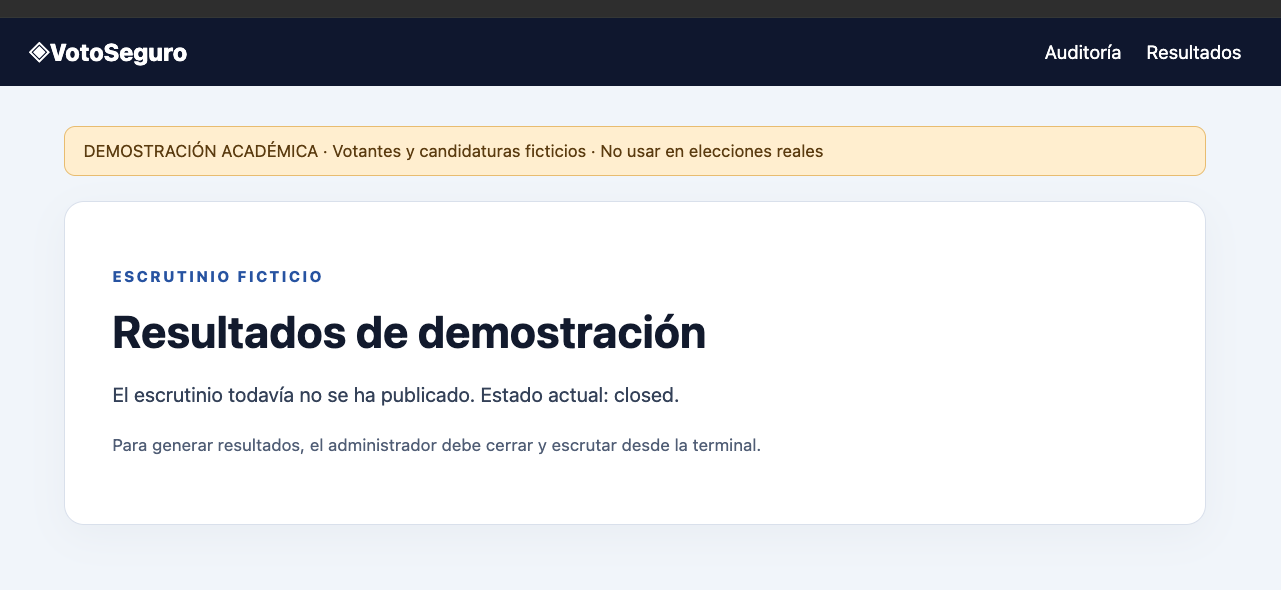 VotoSeguro
Auditoría Resultados
DEMOSTRACIÓN ACADÉMICA · Votantes y candidaturas ficticios · No usar en elecciones reales
ESCRUTINIO FICTICIO
Resultados de demostración
El escrutinio todavía no se ha publicado. Estado actual: closed.
Para generar resultados, el administrador debe cerrar y escrutar desde la terminal.